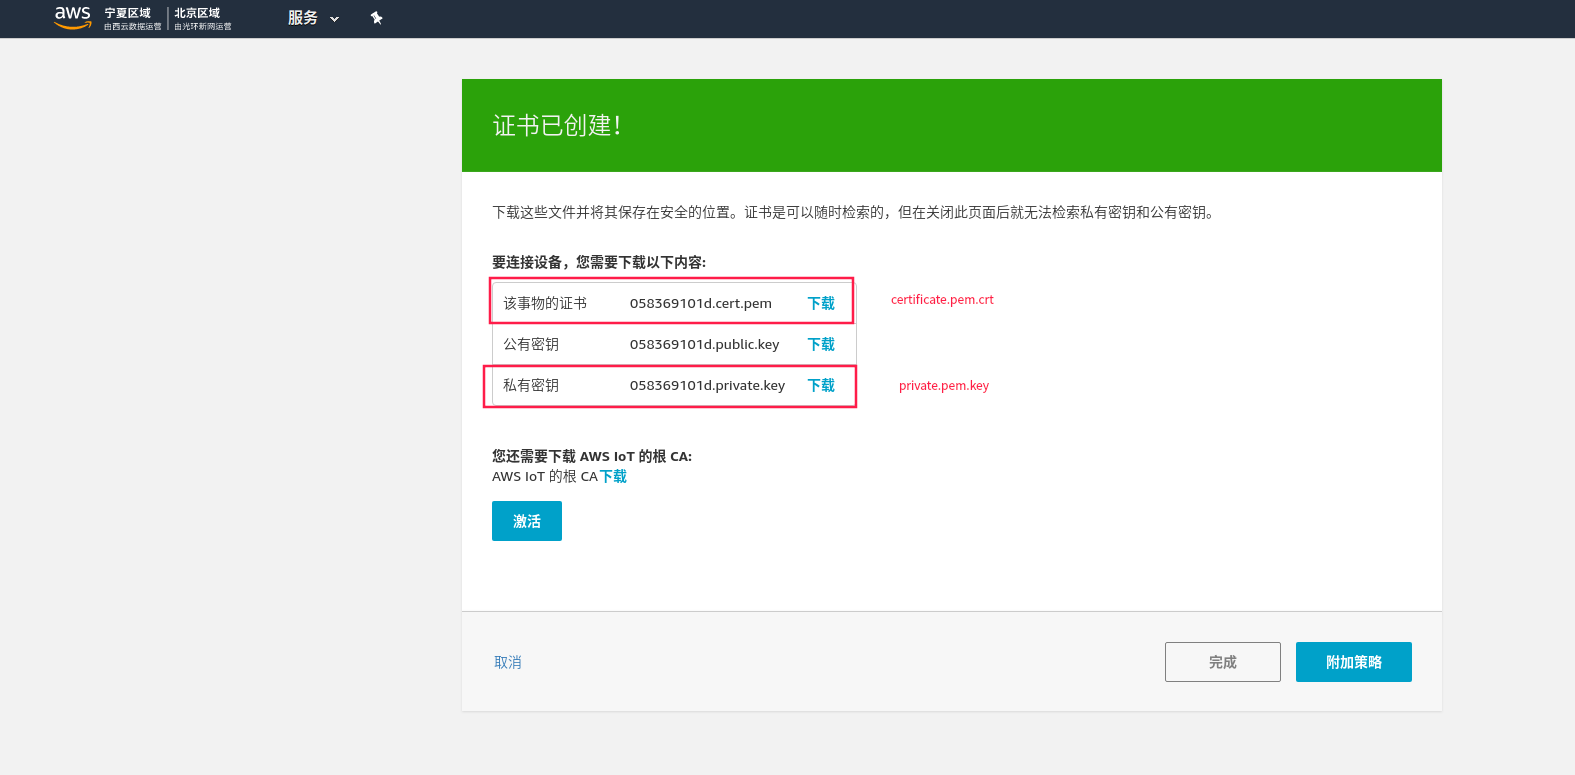 aws 宁夏区域 | 北京区域 服务
由西云数据运营 | 由光环新网运营
证书已创建！
下载这些文件并将其保存在安全的位置。证书是可以随时检索的，但在关闭此页面后就无法检索私有密钥和公有密钥。
要连接设备，您需要下载以下内容:
该事物的证书 058369101d.cert.pem 下载 certificate.pem.crt
公有密钥 058369101d.public.key 下载
私有密钥 058369101d.private.key 下载 private.pem.key
您还需要下载 AWS IoT 的根 CA:
AWS IoT 的根 CA下载
激活
取消 完成 附加策略